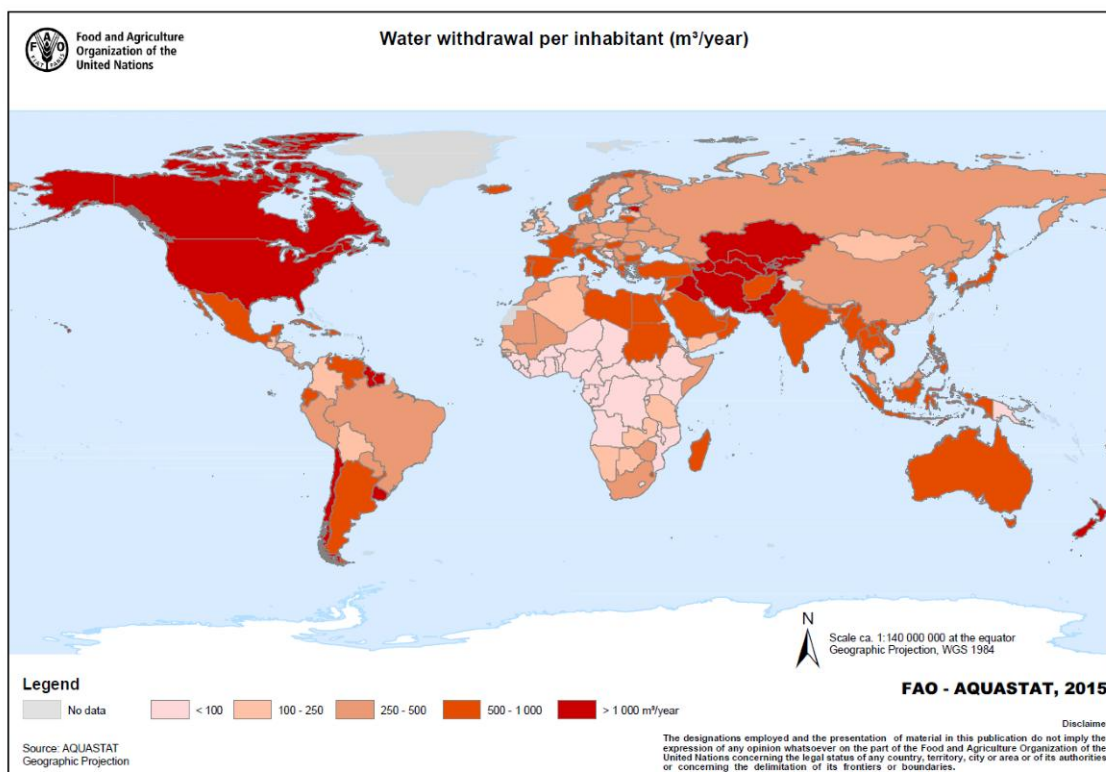 Food and Agriculture
Organization of the
United Nations
F A O
FIAT PANIS
Water withdrawal per inhabitant (m³/year)
N
Scale ca. 1:140 000 000 at the equator
Geographic Projection, WGS 1984
Legend
No data
< 100
100 - 250
250 - 500
500 - 1 000
> 1 000 m³/year
FAO - AQUASTAT, 2015
Source: AQUASTAT
Geographic Projection
Disclaime
The designations employed and the presentation of material in this publication do not imply the
expression of any opinion whatsoever on the part of the Food and Agriculture Organization of the
United Nations concerning the legal status of any country, territory, city or area or of its authorities
or concerning the delimitation of its frontiers or boundaries.